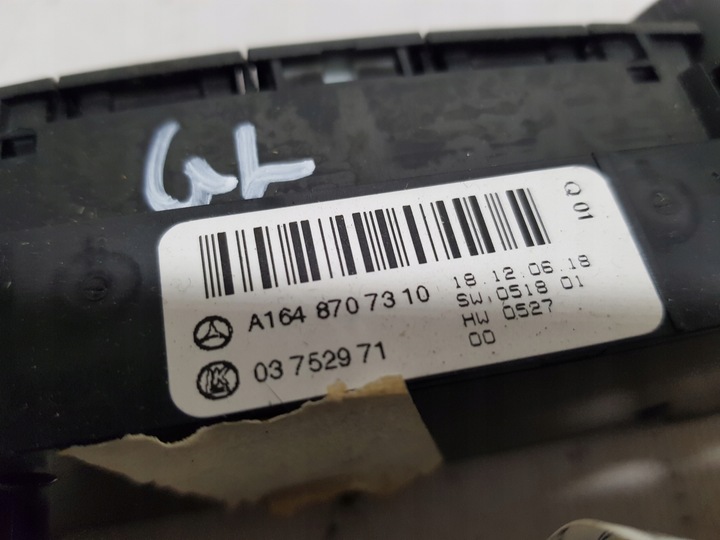 GL
Q 01
A164 870 73 10
18.12.06.18
SW.0518 01
HW 0527
00
03 7529 71